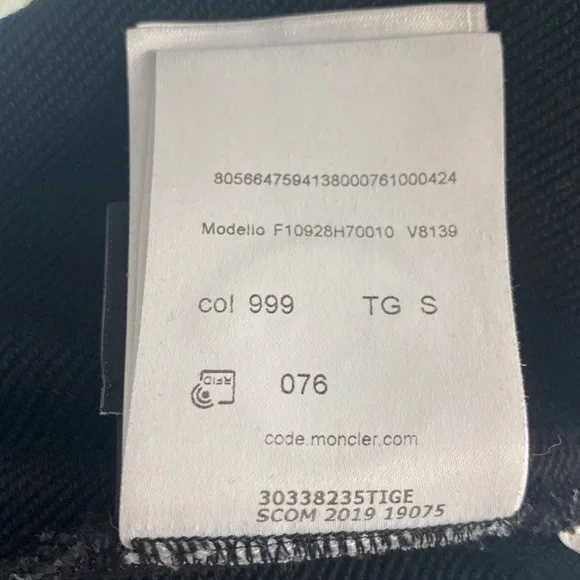 8056647594138000761000424
Modello F10928H70010 V8139
col 999 TG S
RFID 076
code.moncler.com
30338235TIGE
SCOM 2019 19075